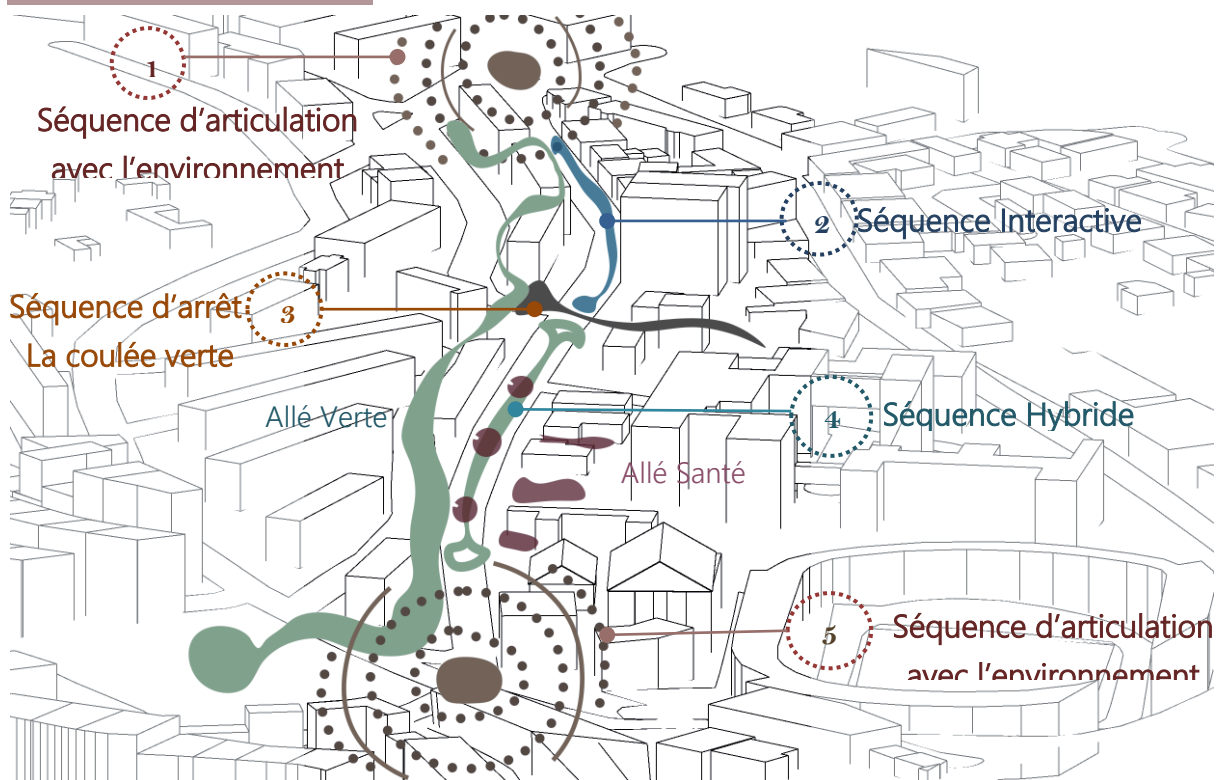 1
Séquence d’articulation
avec l’environnement
2
Séquence Interactive
Séquence d’arrêt
3
La coulée verte
Allé Verte
4
Séquence Hybride
Allé Santé
5
Séquence d’articulation
avec l’environnement